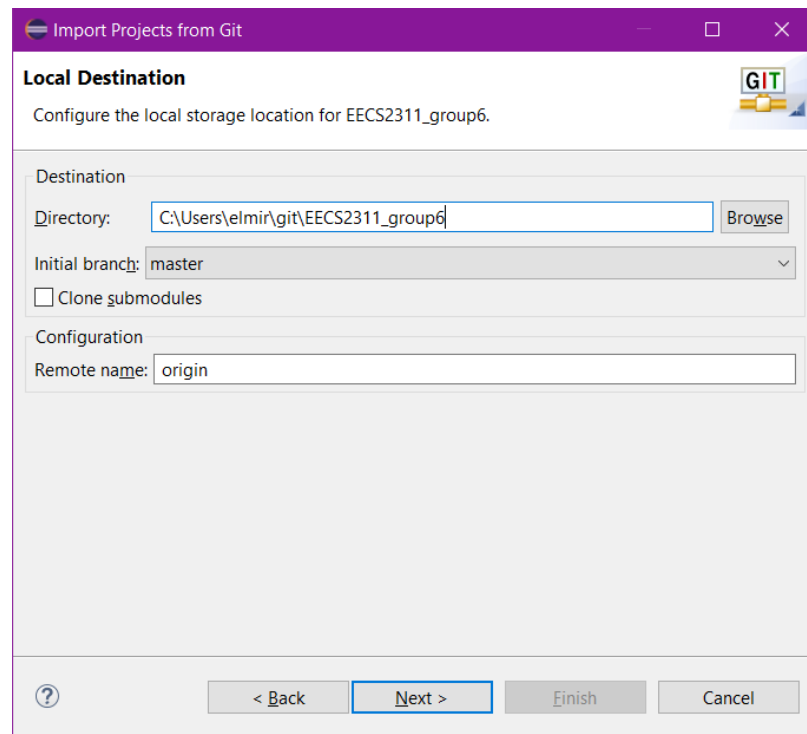 Import Projects from Git
Local Destination
GIT
Configure the local storage location for EECS2311_group6.
Destination
Directory: C:\Users\elmir\git\EECS2311_group6 Browse
Initial branch: master
Clone submodules
Configuration
Remote name: origin
? < Back Next > Finish Cancel